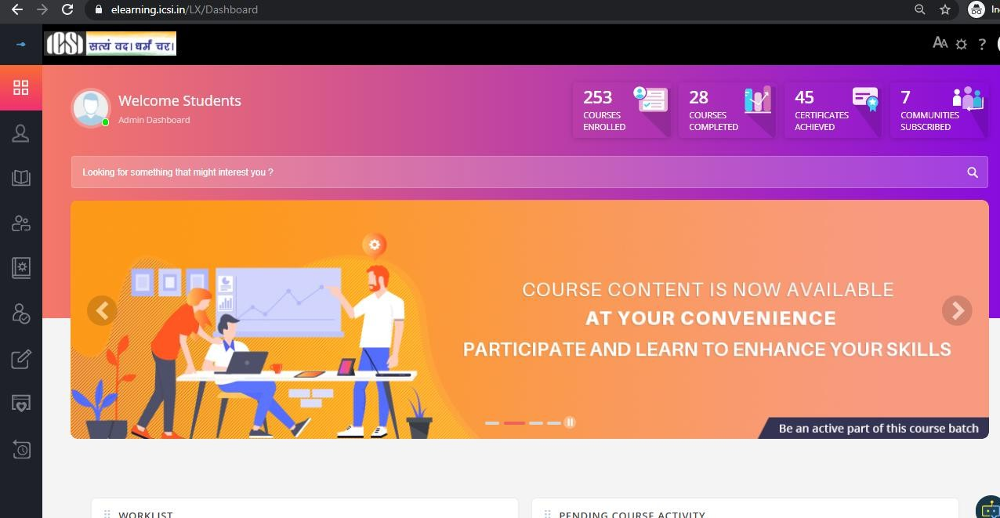 elearning.icsi.in/LX/Dashboard
ICSI सत्यं वद। धर्मं चर।
AA ?
Welcome Students
Admin Dashboard
253
COURSES
ENROLLED
28
COURSES
COMPLETED
45
CERTIFICATES
ACHIEVED
7
COMMUNITIES
SUBSCRIBED
Looking for something that might interest you ?
COURSE CONTENT IS NOW AVAILABLE
AT YOUR CONVENIENCE
PARTICIPATE AND LEARN TO ENHANCE YOUR SKILLS
Be an active part of this course batch
WORKLIST
PENDING COURSE ACTIVITY